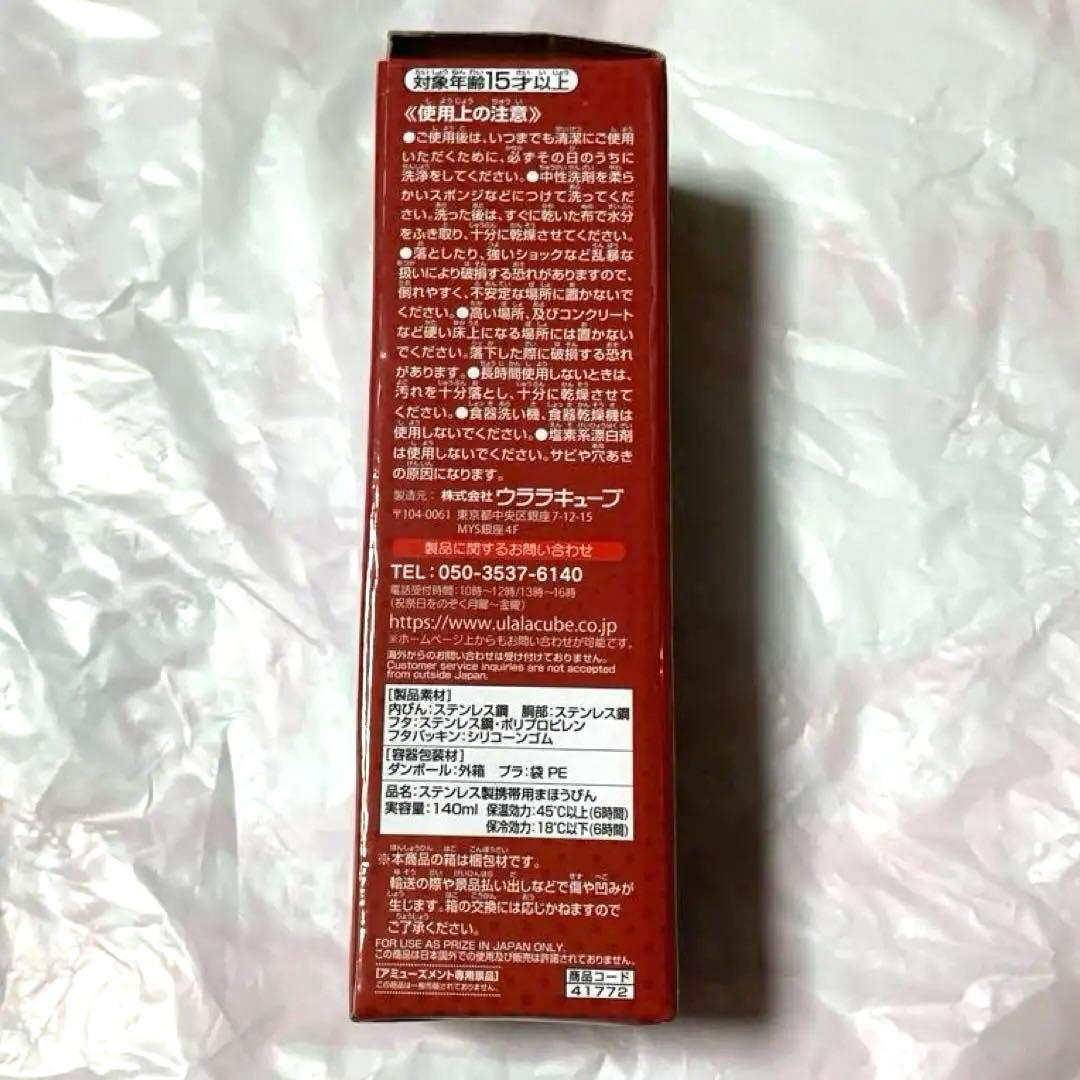 対象年齢15才以上
《使用上の注意》
●ご使用後は、いつまでも清潔にご使用
いただくために、必ずその日のうちに
洗浄をしてください。●中性洗剤を柔ら
かいスポンジなどにつけて洗ってくだ
さい。洗った後は、すぐに乾いた布で水分
をふき取り、十分に乾燥させてください。
●落としたり、強いショックなど乱暴な
扱いにより破損する恐れがありますので、
倒れやすく、不安定な場所に置かないで
ください。●高い場所、及びコンクリート
など硬い床上になる場所には置かない
でください。落下した際に破損する恐れ
があります。●長時間使用しないときは、
汚れを十分落とし、十分に乾燥させて
ください。●食器洗い機、食器乾燥機は
使用しないでください。●塩素系漂白剤
は使用しないでください。サビや穴あき
の原因になります。
製造元：株式会社ウララキューブ
〒104-0061 東京都中央区銀座7-12-15
MYS銀座4F
製品に関するお問い合わせ
TEL：050-3537-6140
電話受付時間：10時～12時/13時～16時
（祝祭日をのぞく月曜～金曜）
https://www.ulalacube.co.jp
※ホームページ上からもお問い合わせが可能です。
海外からのお問い合わせは受け付けておりません。
Customer service inquiries are not accepted
from outside Japan.
[製品素材]
内びん：ステンレス鋼 胴部：ステンレス鋼
フタ：ステンレス鋼・ポリプロピレン
フタパッキン：シリコーンゴム
[容器包装材]
ダンボール：外箱 プラ：袋 PE
品名：ステンレス製携帯用まほうびん
実容量：140ml 保温効力：45℃以上(6時間)
保冷効力：18℃以下(6時間)
※本商品の箱は梱包材です。
輸送の際や景品払い出しなどで傷や凹みが
生じます。箱の交換には応じかねますので
ご了承ください。
FOR USE AS PRIZE IN JAPAN ONLY.
この商品は日本国外での使用及び販売は許諾されておりません。
[アミューズメント専用景品]
この商品は一般市販されておりません。
商品コード
41772